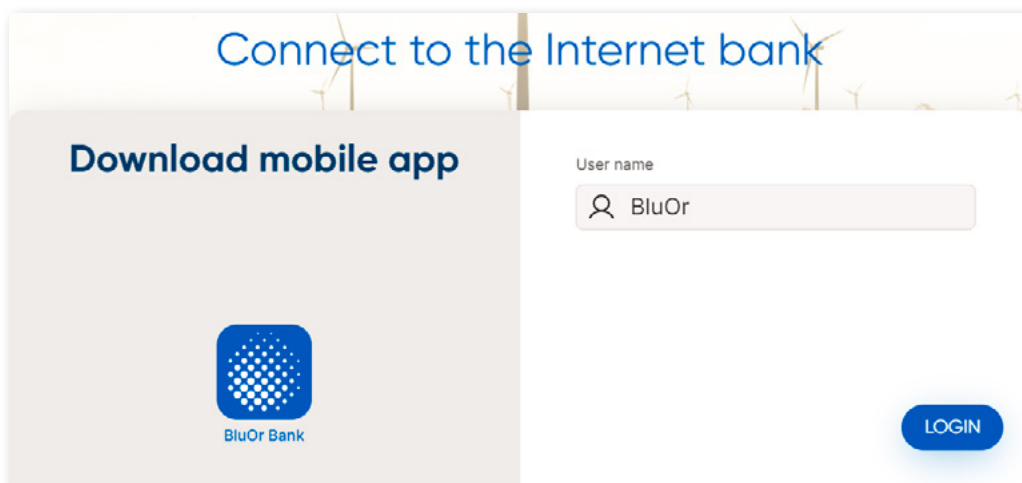 Connect to the Internet bank
Download mobile app
BluOr Bank
User name
BluOr
LOGIN